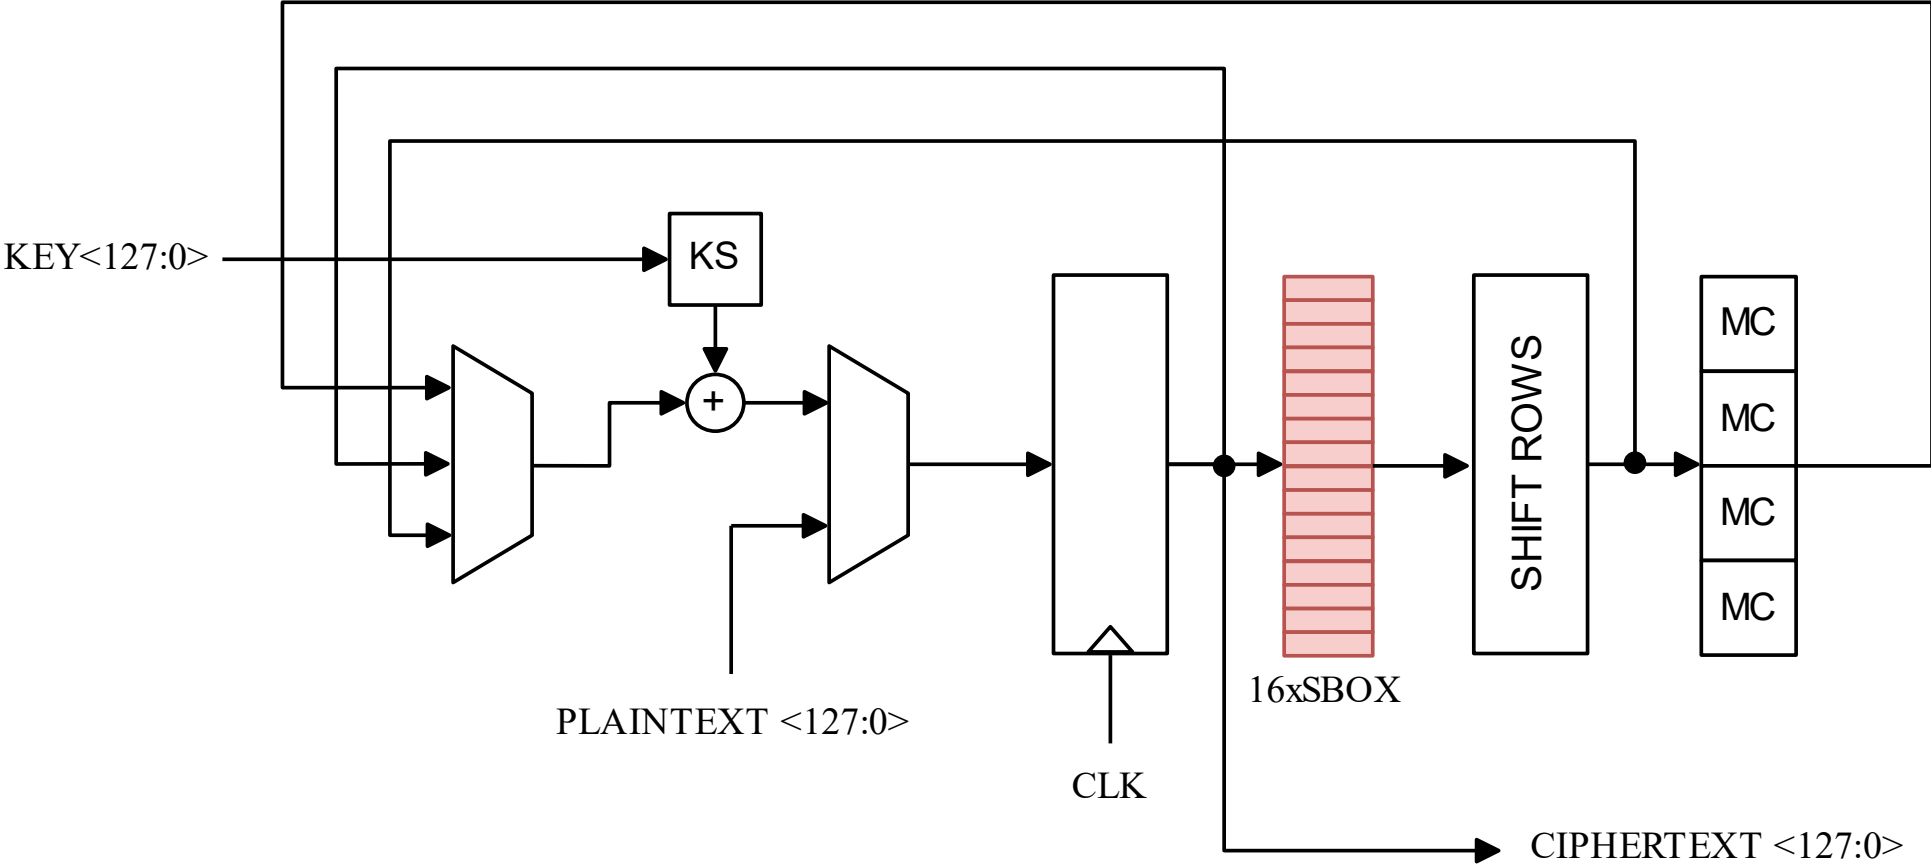 KEY<127:0>
KS
+
SHIFT ROWS
MC
MC
MC
MC
16xSBOX
PLAINTEXT <127:0>
CLK
CIPHERTEXT <127:0>